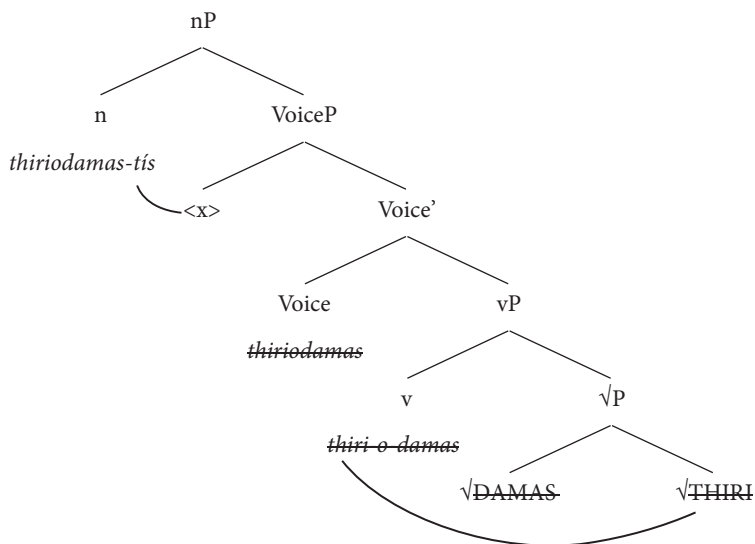 nP
n VoiceP
thiriodamas-tís
<x> Voice’
Voice vP
thiriodamas
v √P
thiri-o-damas
√DAMAS √THIRI